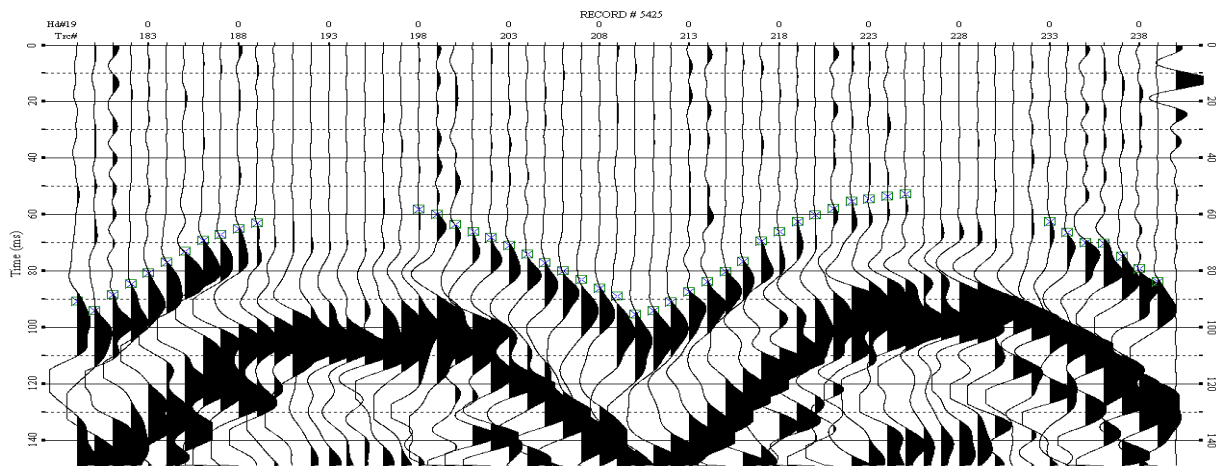 RECORD # 5425
Hd#19 0 0 0 0 0 0 0 0 0 0 0 0
Trc# 183 188 193 198 203 208 213 218 223 228 233 238
0 0
20 20
40 40
60 60
80 80
100 100
120 120
140 140
Time (ms)